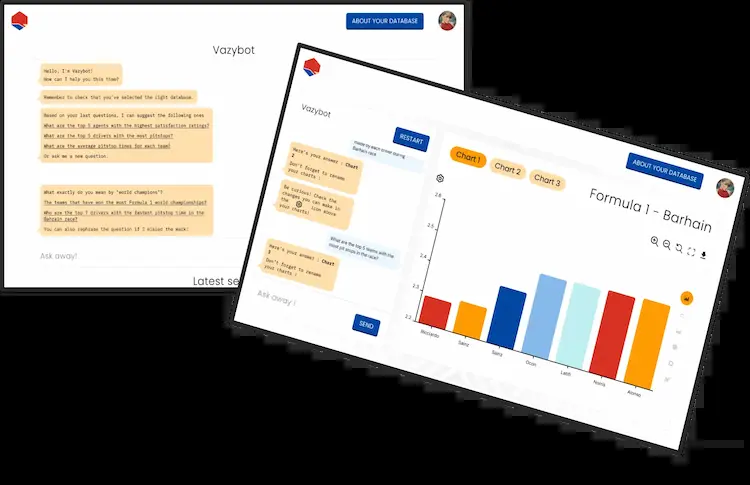 ABOUT YOUR DATABASE
Vazybot
Hello, I'm Vazybot!
How can I help you this time?
Remember to check that you've selected the right database.
Based on your last questions, I can suggest the following ones
What are the top 5 agents with the highest satisfaction ratings?
What are the top 5 drivers with the most pitstops?
What are the average pitstop times for each team?
Or ask me a new question.
What exactly do you mean by "world champions"?
The teams that have won the most Formula 1 world championships?
Who are the top 7 drivers with the fastest pitstop time in the
Bahrain race?
You can also rephrase the question if I misser the mark!
Ask away!
Latest se
Vazybot
RESTART
made by each driver during
Bahrain race
Here's your answer : Chart
2
Don't forget to rename
your charts !
Be curious! Check the
changes you can make in
the icon above
your charts!
What are the top 5 teams with the
most pit stops in the race?
Here's your answer : Chart
3
Don't forget to rename
your charts !
Ask away !
SEND
ABOUT YOUR DATABASE
Chart 1
Chart 2
Chart 3
Formula 1 - Barhain
2.6
2.4
2.3
2.2
Riccardo
Sainz
Ocon
Latifi
Norris
Alonso